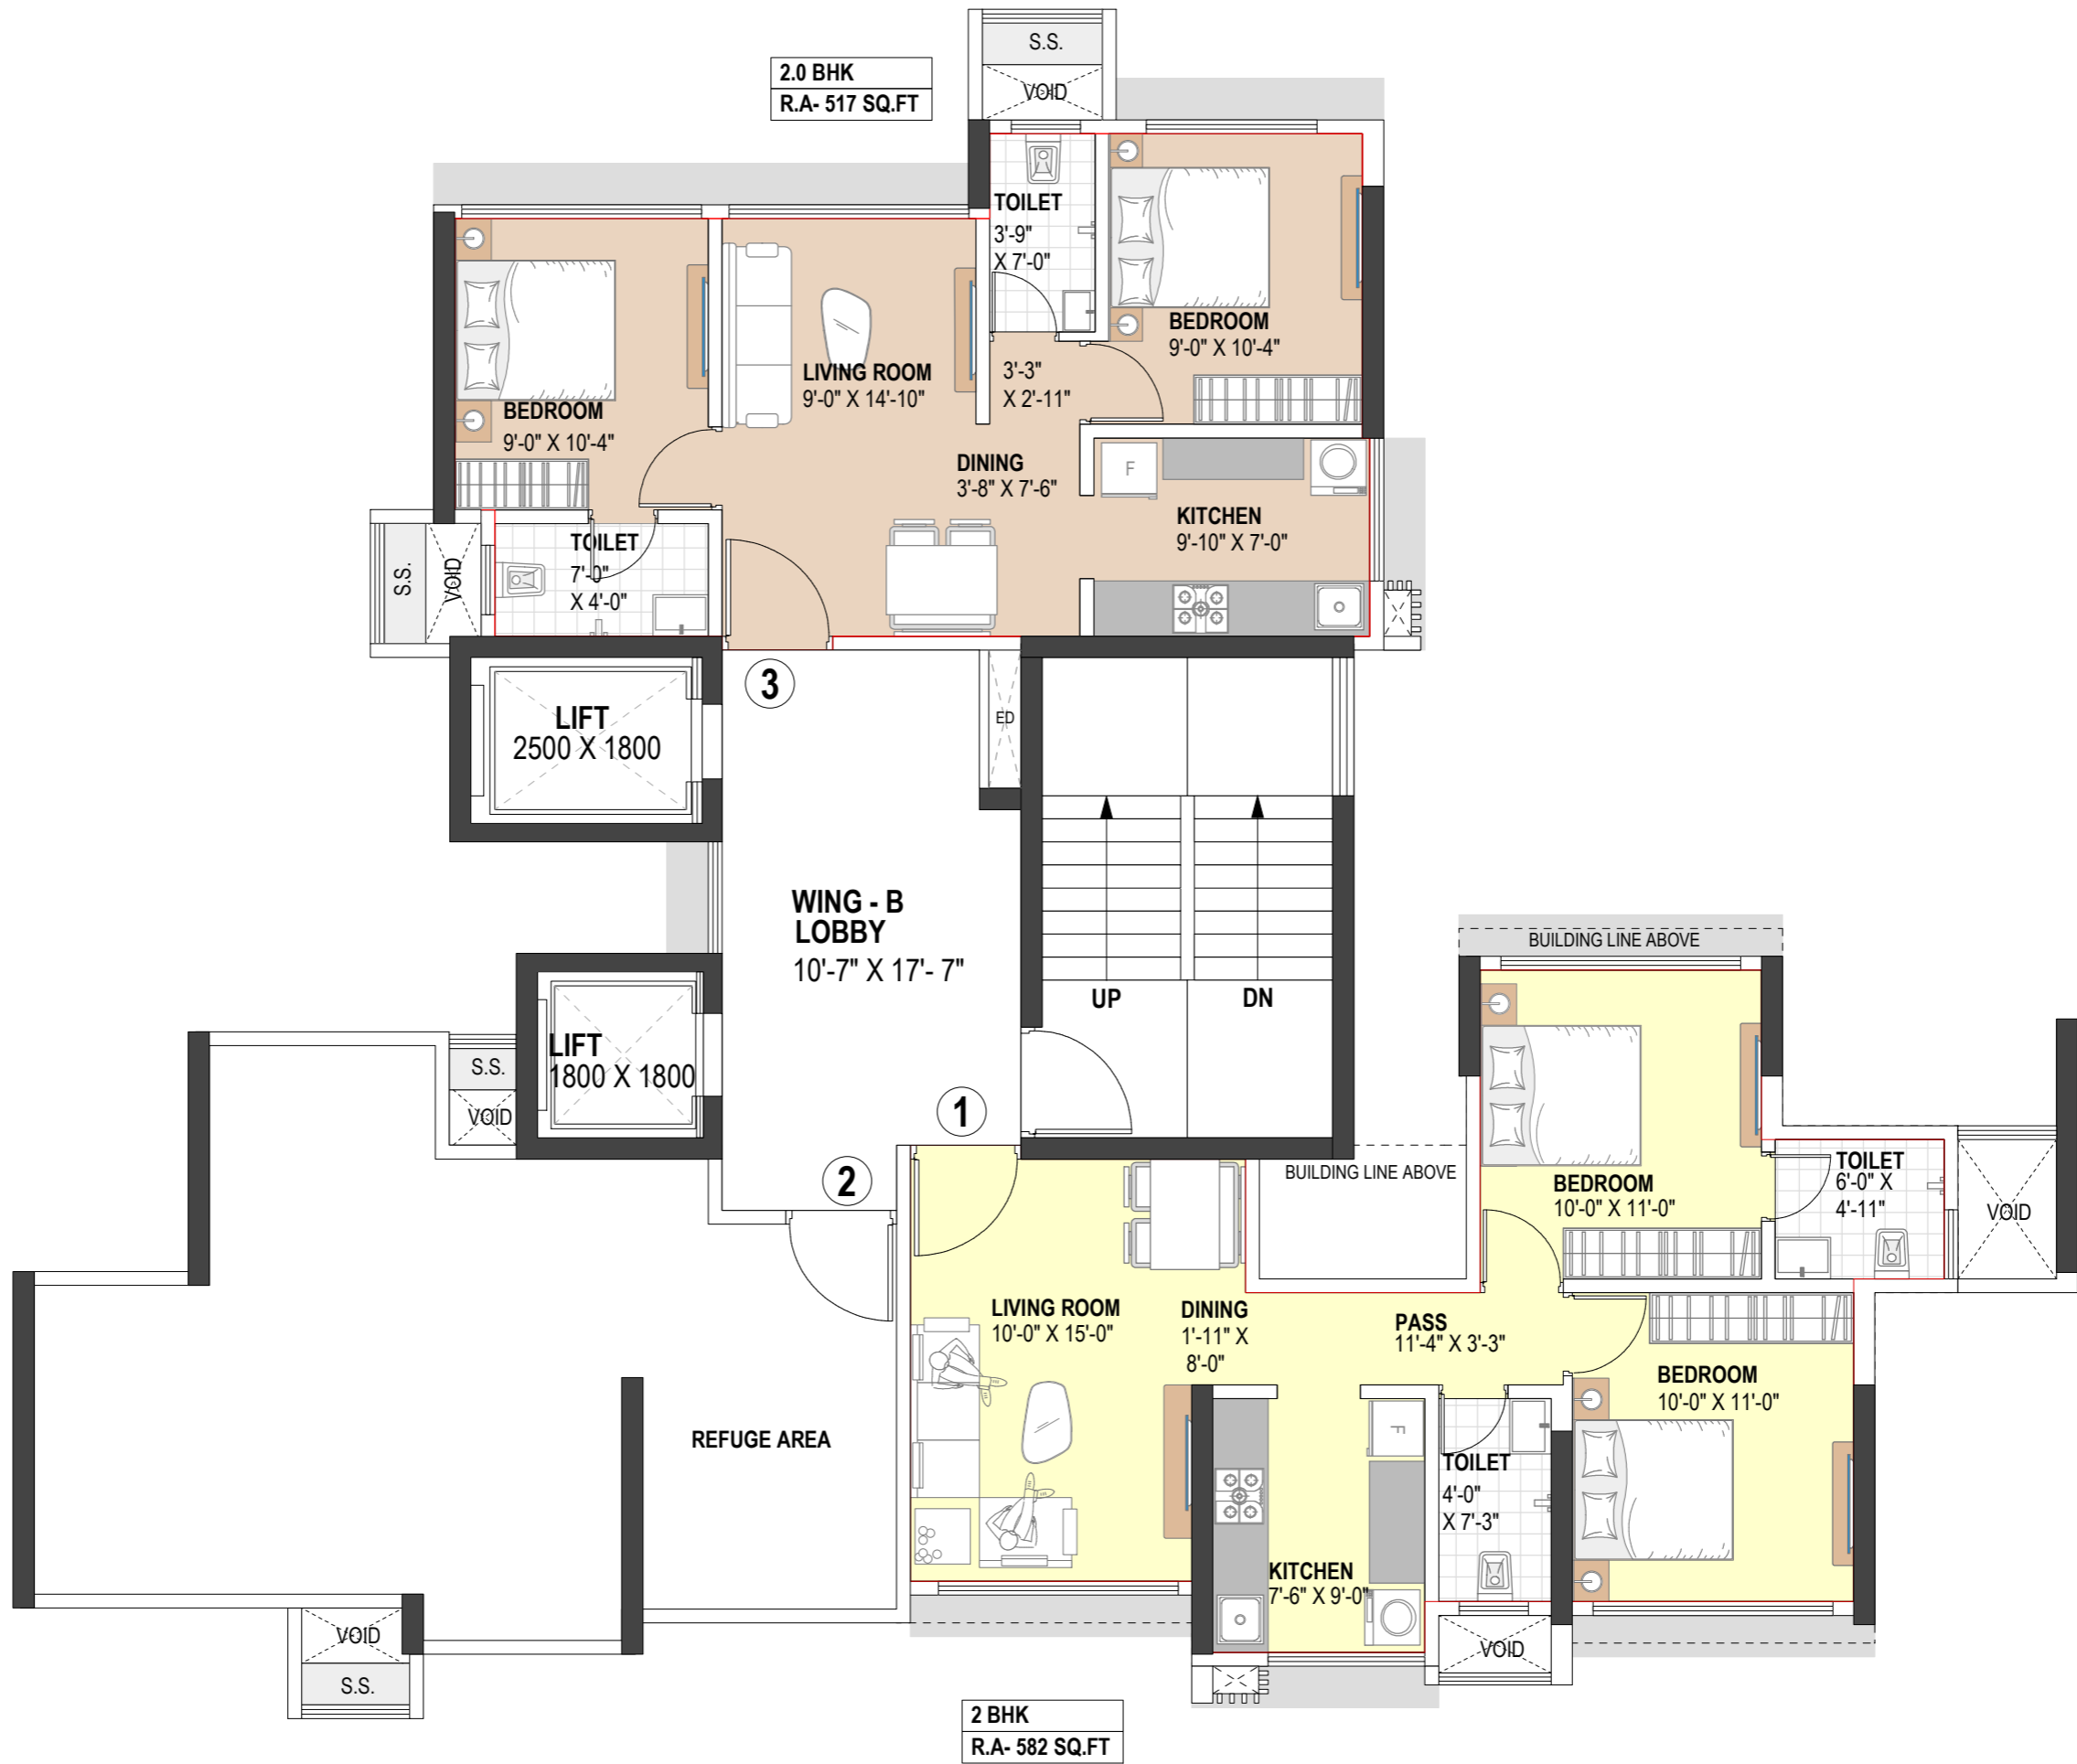 S.S.
VOID
2.0 BHK
R.A- 517 SQ.FT
TOILET
3'-9"
X 7'-0"
BEDROOM
9'-0" X 10'-4"
LIVING ROOM
9'-0" X 14'-10"
3'-3"
X 2'-11"
BEDROOM
9'-0" X 10'-4"
DINING
3'-8" X 7'-6"
F
KITCHEN
9'-10" X 7'-0"
TOILET
7'-0"
X 4'-0"
S.S.
VOID
3
LIFT
2500 X 1800
ED
WING - B
LOBBY
10'-7" X 17'- 7"
UP
DN
BUILDING LINE ABOVE
LIFT
1800 X 1800
S.S.
VOID
1
2
BUILDING LINE ABOVE
BEDROOM
10'-0" X 11'-0"
TOILET
6'-0" X
4'-11"
VOID
LIVING ROOM
10'-0" X 15'-0"
DINING
1'-11" X
8'-0"
PASS
11'-4" X 3'-3"
BEDROOM
10'-0" X 11'-0"
REFUGE AREA
F
TOILET
4'-0"
X 7'-3"
KITCHEN
7'-6" X 9'-0"
VOID
S.S.
VOID
2 BHK
R.A- 582 SQ.FT